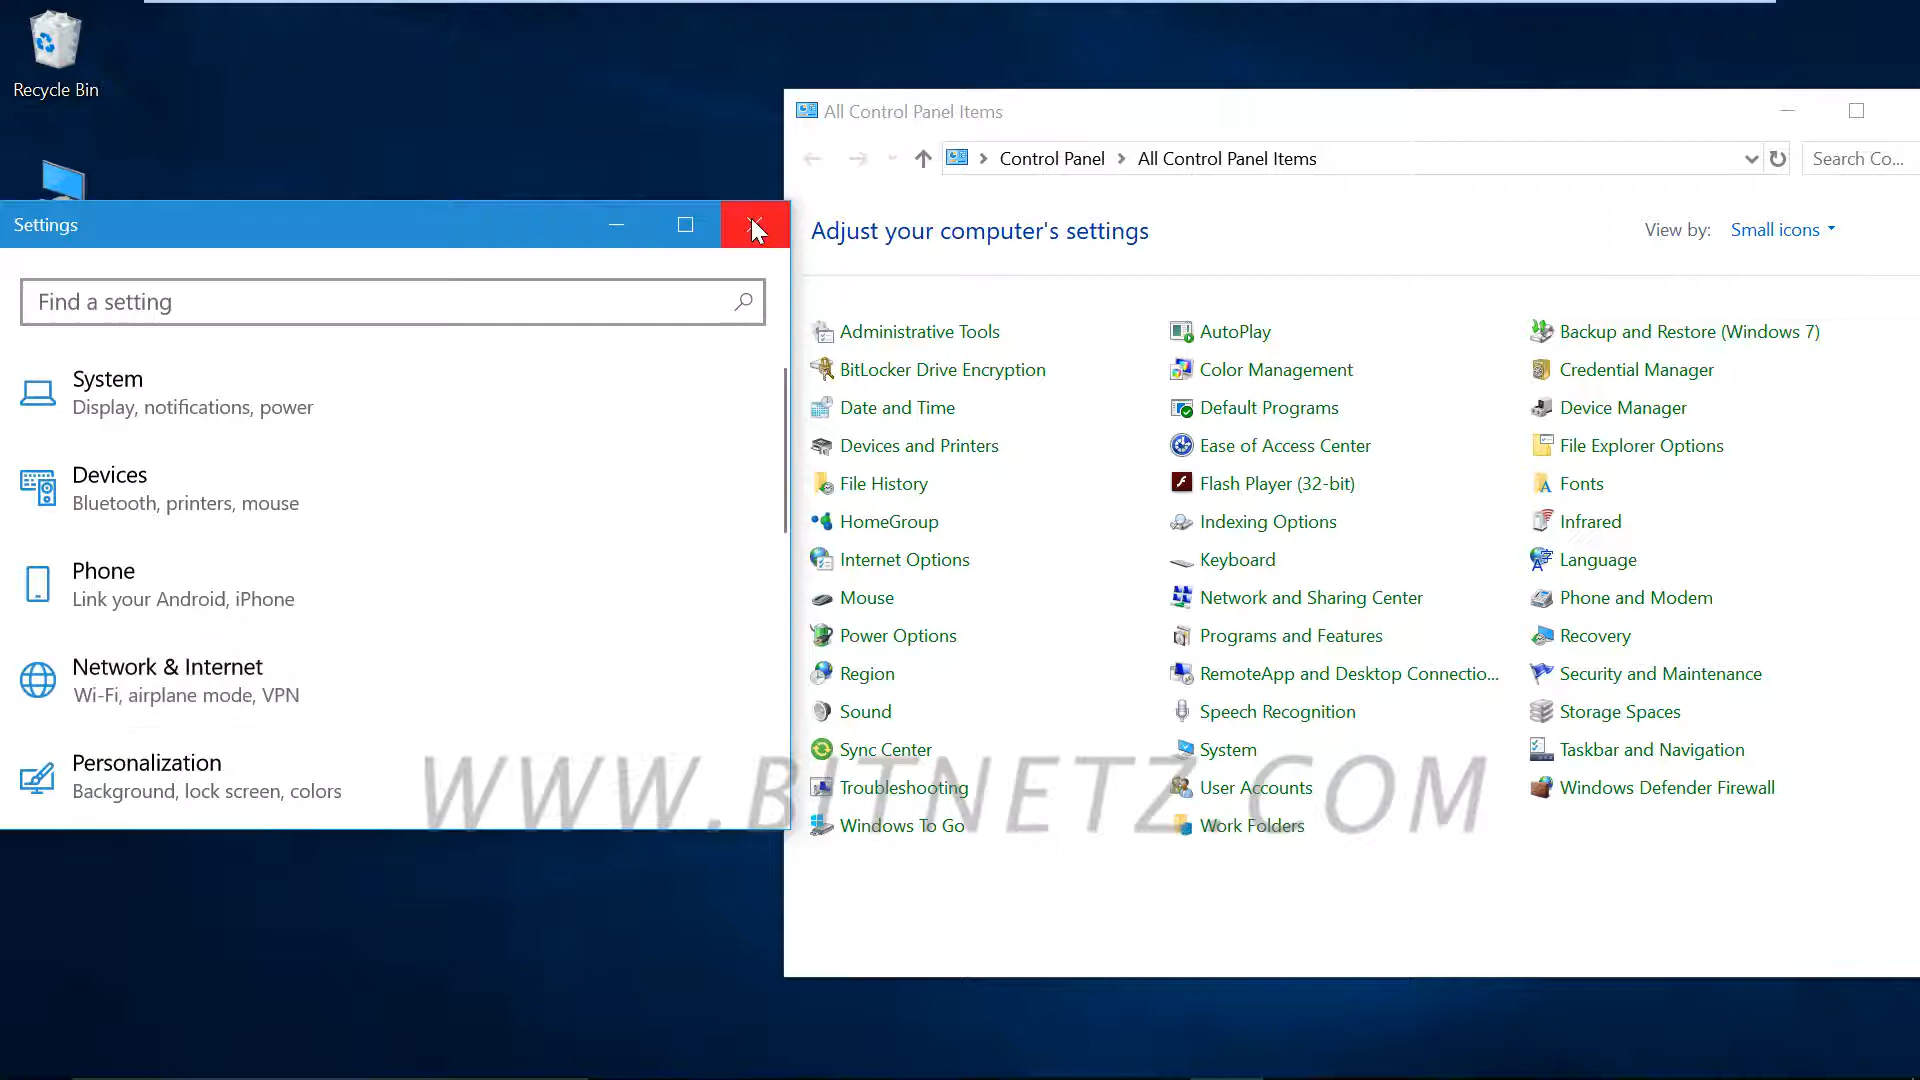 Recycle Bin
All Control Panel Items
Control Panel
All Control Panel Items
Search Co...
Settings
Adjust your computer's settings
View by:
Small icons
Find a setting
System
Display, notifications, power
Devices
Bluetooth, printers, mouse
Phone
Link your Android, iPhone
Network & Internet
Wi-Fi, airplane mode, VPN
Personalization
Background, lock screen, colors
Administrative Tools
AutoPlay
Backup and Restore (Windows 7)
BitLocker Drive Encryption
Color Management
Credential Manager
Date and Time
Default Programs
Device Manager
Devices and Printers
Ease of Access Center
File Explorer Options
File History
Flash Player (32-bit)
Fonts
HomeGroup
Indexing Options
Infrared
Internet Options
Keyboard
Language
Mouse
Network and Sharing Center
Phone and Modem
Power Options
Programs and Features
Recovery
Region
RemoteApp and Desktop Connectio...
Security and Maintenance
Sound
Speech Recognition
Storage Spaces
Sync Center
System
Taskbar and Navigation
Troubleshooting
User Accounts
Windows Defender Firewall
Windows To Go
Work Folders
WWW.BITNETZ.COM